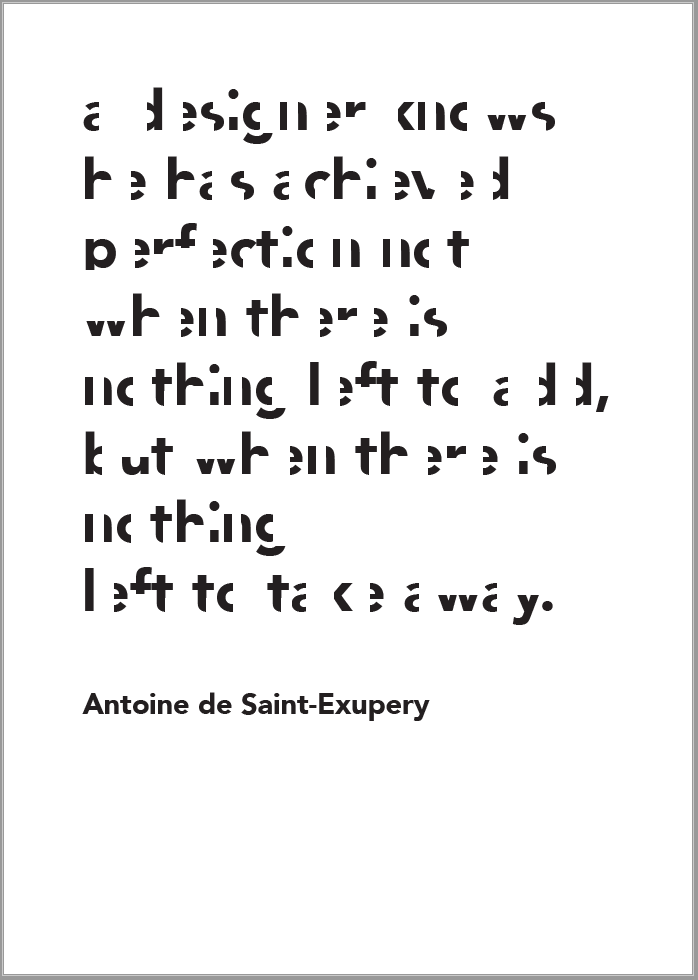 a designer knows
he has achieved
perfection not
when there is
nothing left to add,
but when there is
nothing
left to take away.
Antoine de Saint-Exupery